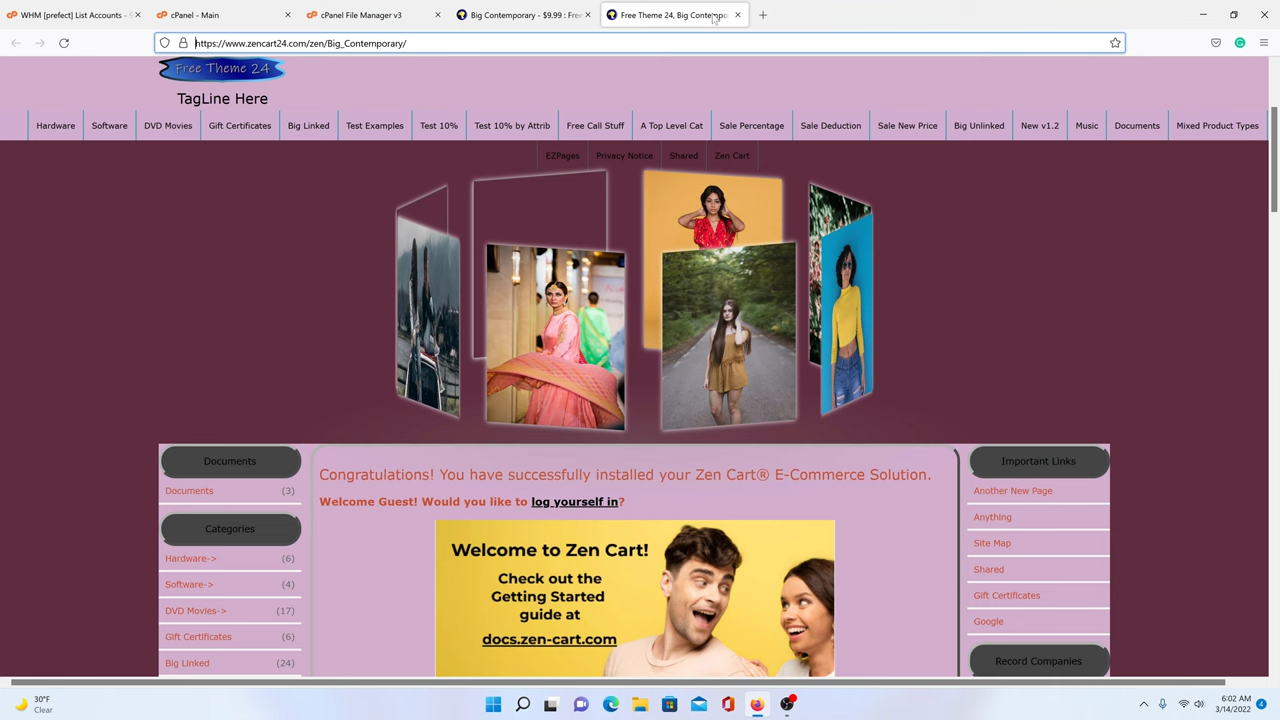 WHM [prefect] List Accounts - 9
cPanel - Main
cPanel File Manager v3
Big Contemporary - $9.99 : Free
Free Theme 24, Big Contempo
https://www.zencart24.com/zen/Big_Contemporary/
Free Theme 24
TagLine Here
Hardware Software DVD Movies Gift Certificates Big Linked Test Examples Test 10% Test 10% by Attrib Free Call Stuff A Top Level Cat Sale Percentage Sale Deduction Sale New Price Big Unlinked New v1.2 Music Documents Mixed Product Types
EZPages Privacy Notice Shared Zen Cart
Documents
Documents (3)
Categories
Hardware-> (6)
Software-> (4)
DVD Movies-> (17)
Gift Certificates (6)
Big Linked (24)
Congratulations! You have successfully installed your Zen Cart® E-Commerce Solution.
Welcome Guest! Would you like to log yourself in?
Welcome to Zen Cart!
Check out the
Getting Started
guide at
docs.zen-cart.com
Important Links
Another New Page
Anything
Site Map
Shared
Gift Certificates
Google
Record Companies
30°F
Clear
6:02 AM
3/14/2022
4